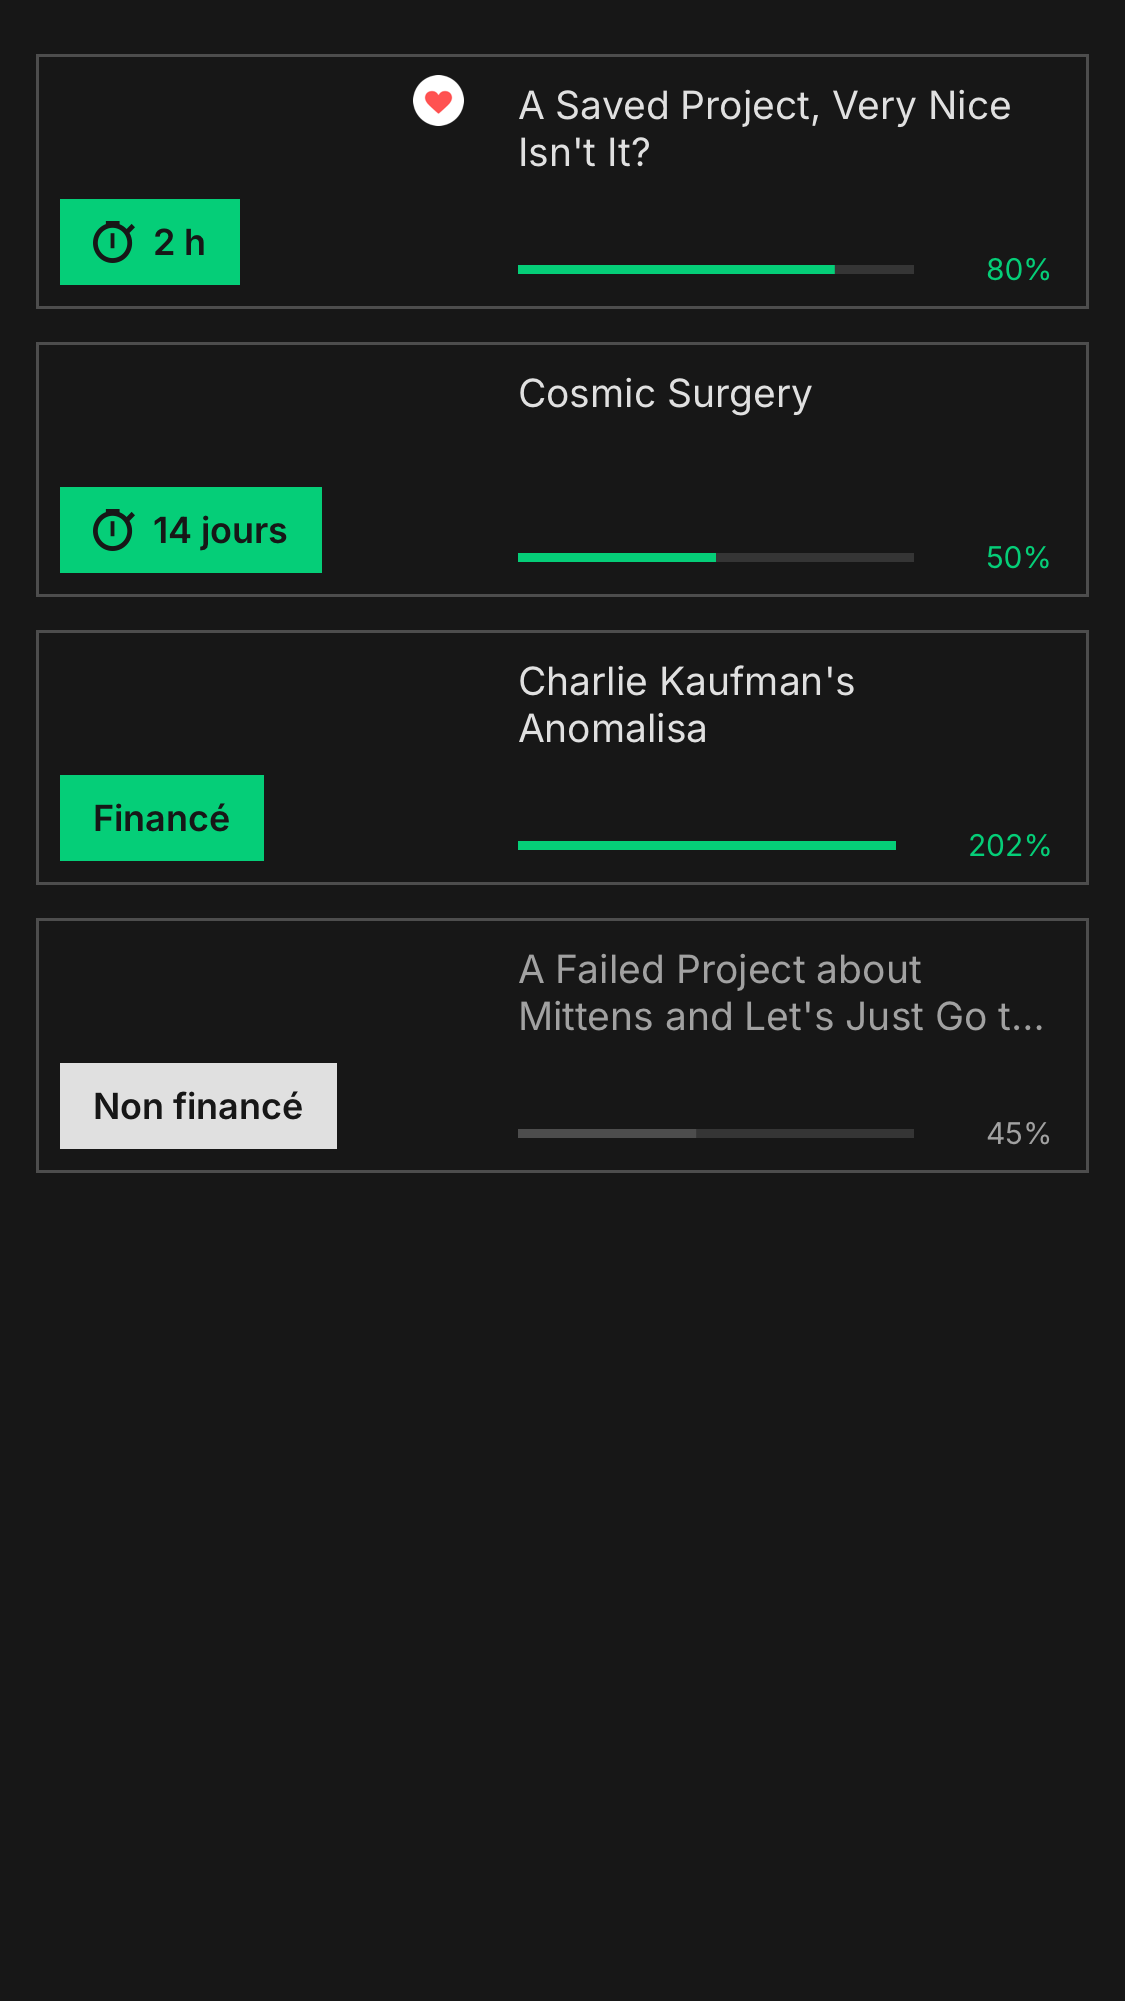 A Saved Project, Very Nice
Isn't It?
2 h
80%
Cosmic Surgery
14 jours
50%
Charlie Kaufman's
Anomalisa
Financé
202%
A Failed Project about
Mittens and Let's Just Go t...
Non financé
45%